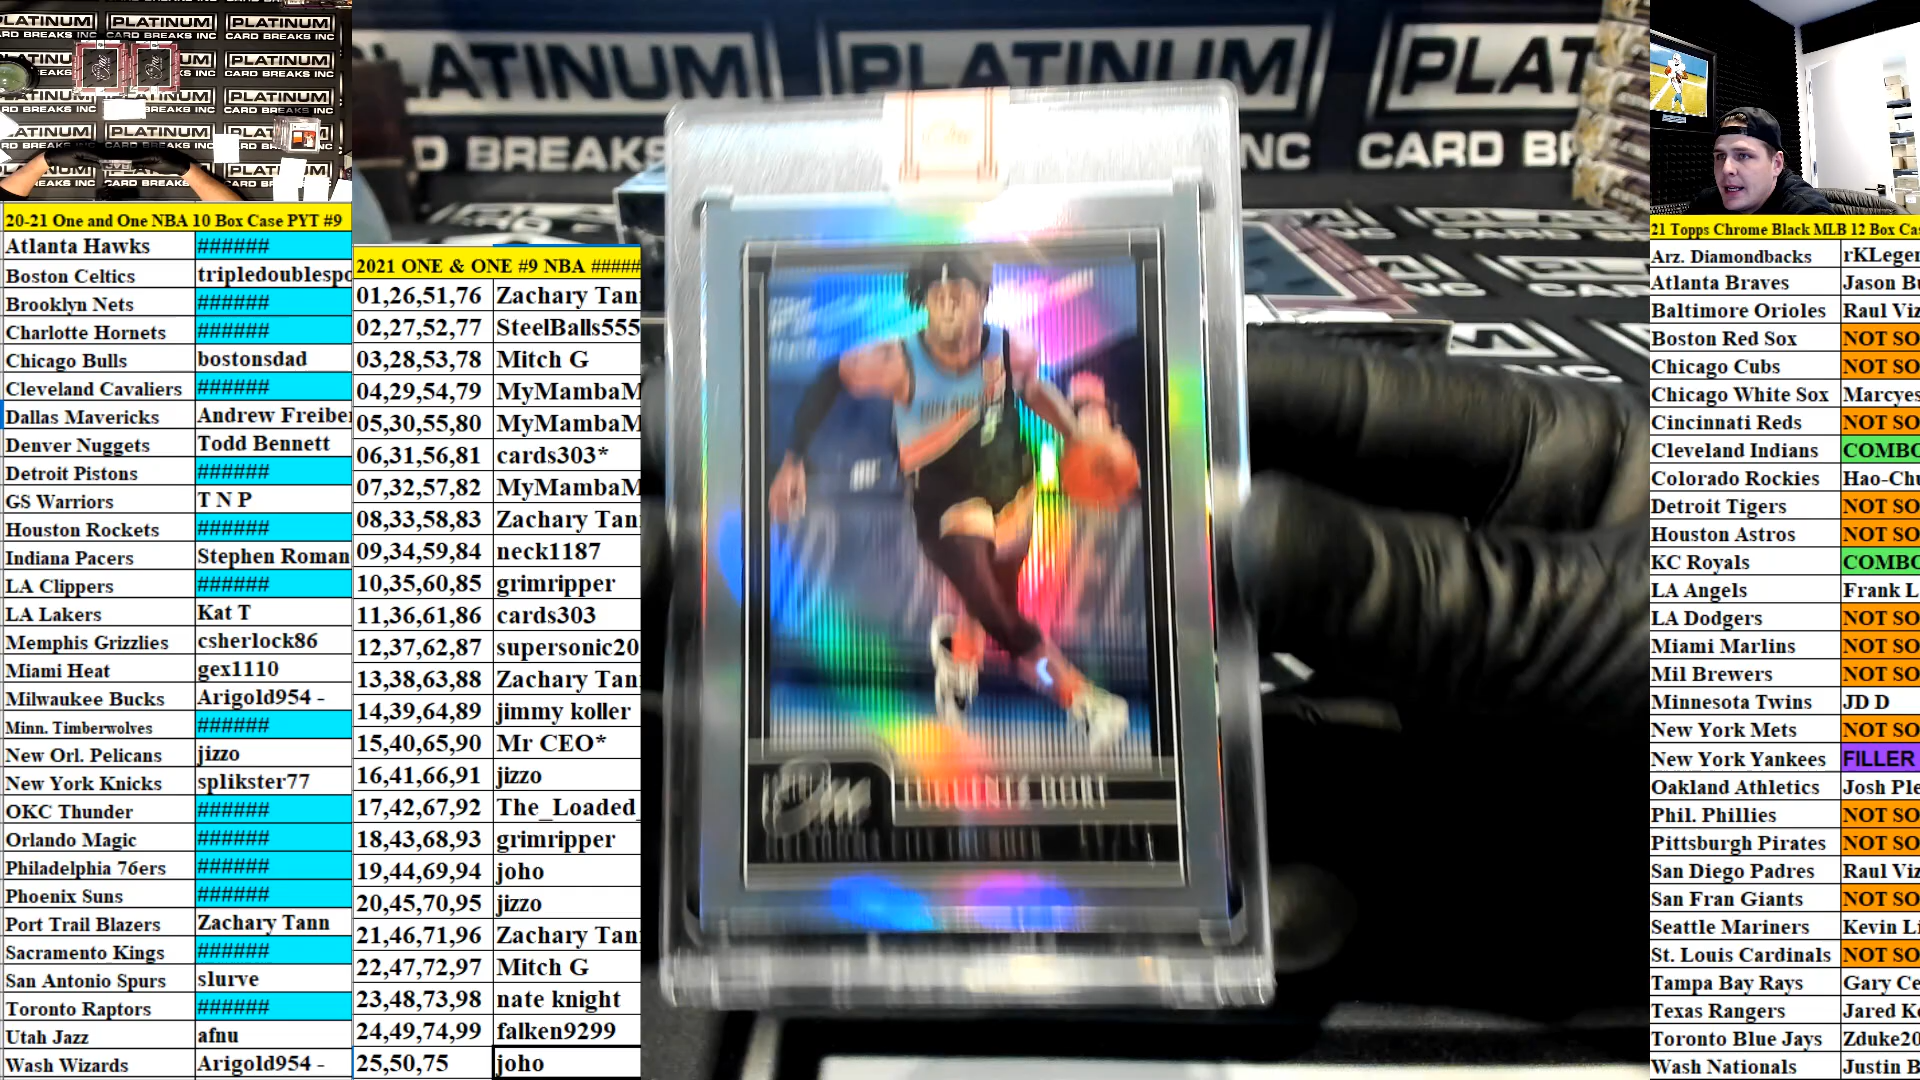 PLATINUM PLATINUM PLAT
CARD BREAKS INC CARD BR
20-21 One and One NBA 10 Box Case PYT #9
Atlanta Hawks ######
Boston Celtics tripledoublespo
Brooklyn Nets ######
Charlotte Hornets ######
Chicago Bulls bostonsdad
Cleveland Cavaliers ######
Dallas Mavericks Andrew Freibe
Denver Nuggets Todd Bennett
Detroit Pistons ######
GS Warriors T N P
Houston Rockets ######
Indiana Pacers Stephen Roman
LA Clippers ######
LA Lakers Kat T
Memphis Grizzlies csherlock86
Miami Heat gex1110
Milwaukee Bucks Arigold954 -
Minn. Timberwolves ######
New Orl. Pelicans jizzo
New York Knicks splikster77
OKC Thunder ######
Orlando Magic ######
Philadelphia 76ers ######
Phoenix Suns ######
Port Trail Blazers Zachary Tann
Sacramento Kings ######
San Antonio Spurs slurve
Toronto Raptors ######
Utah Jazz afnu
Wash Wizards Arigold954 -
2021 ONE & ONE #9 NBA #####
01,26,51,76 Zachary Tan
02,27,52,77 SteelBalls555
03,28,53,78 Mitch G
04,29,54,79 MyMambaM
05,30,55,80 MyMambaM
06,31,56,81 cards303*
07,32,57,82 MyMambaM
08,33,58,83 Zachary Tan
09,34,59,84 neck1187
10,35,60,85 grimripper
11,36,61,86 cards303
12,37,62,87 supersonic20
13,38,63,88 Zachary Tan
14,39,64,89 jimmy koller
15,40,65,90 Mr CEO*
16,41,66,91 jizzo
17,42,67,92 The_Loaded_
18,43,68,93 grimripper
19,44,69,94 joho
20,45,70,95 jizzo
21,46,71,96 Zachary Tan
22,47,72,97 Mitch G
23,48,73,98 nate knight
24,49,74,99 falken9299
25,50,75 joho
DORT
21 Topps Chrome Black MLB 12 Box Ca
Arz. Diamondbacks rKLege
Atlanta Braves Jason B
Baltimore Orioles Raul Viz
Boston Red Sox NOT SO
Chicago Cubs NOT SO
Chicago White Sox Marcyes
Cincinnati Reds NOT SO
Cleveland Indians COMBO
Colorado Rockies Hao-Chu
Detroit Tigers NOT SO
Houston Astros NOT SO
KC Royals COMBO
LA Angels Frank L
LA Dodgers NOT SO
Miami Marlins NOT SO
Mil Brewers NOT SO
Minnesota Twins JD D
New York Mets NOT SO
New York Yankees FILLER
Oakland Athletics Josh Ple
Phil. Phillies NOT SO
Pittsburgh Pirates NOT SO
San Diego Padres Raul Viz
San Fran Giants NOT SO
Seattle Mariners Kevin Li
St. Louis Cardinals NOT SO
Tampa Bay Rays Gary Ce
Texas Rangers Jared K
Toronto Blue Jays Zduke20
Wash Nationals Justin B